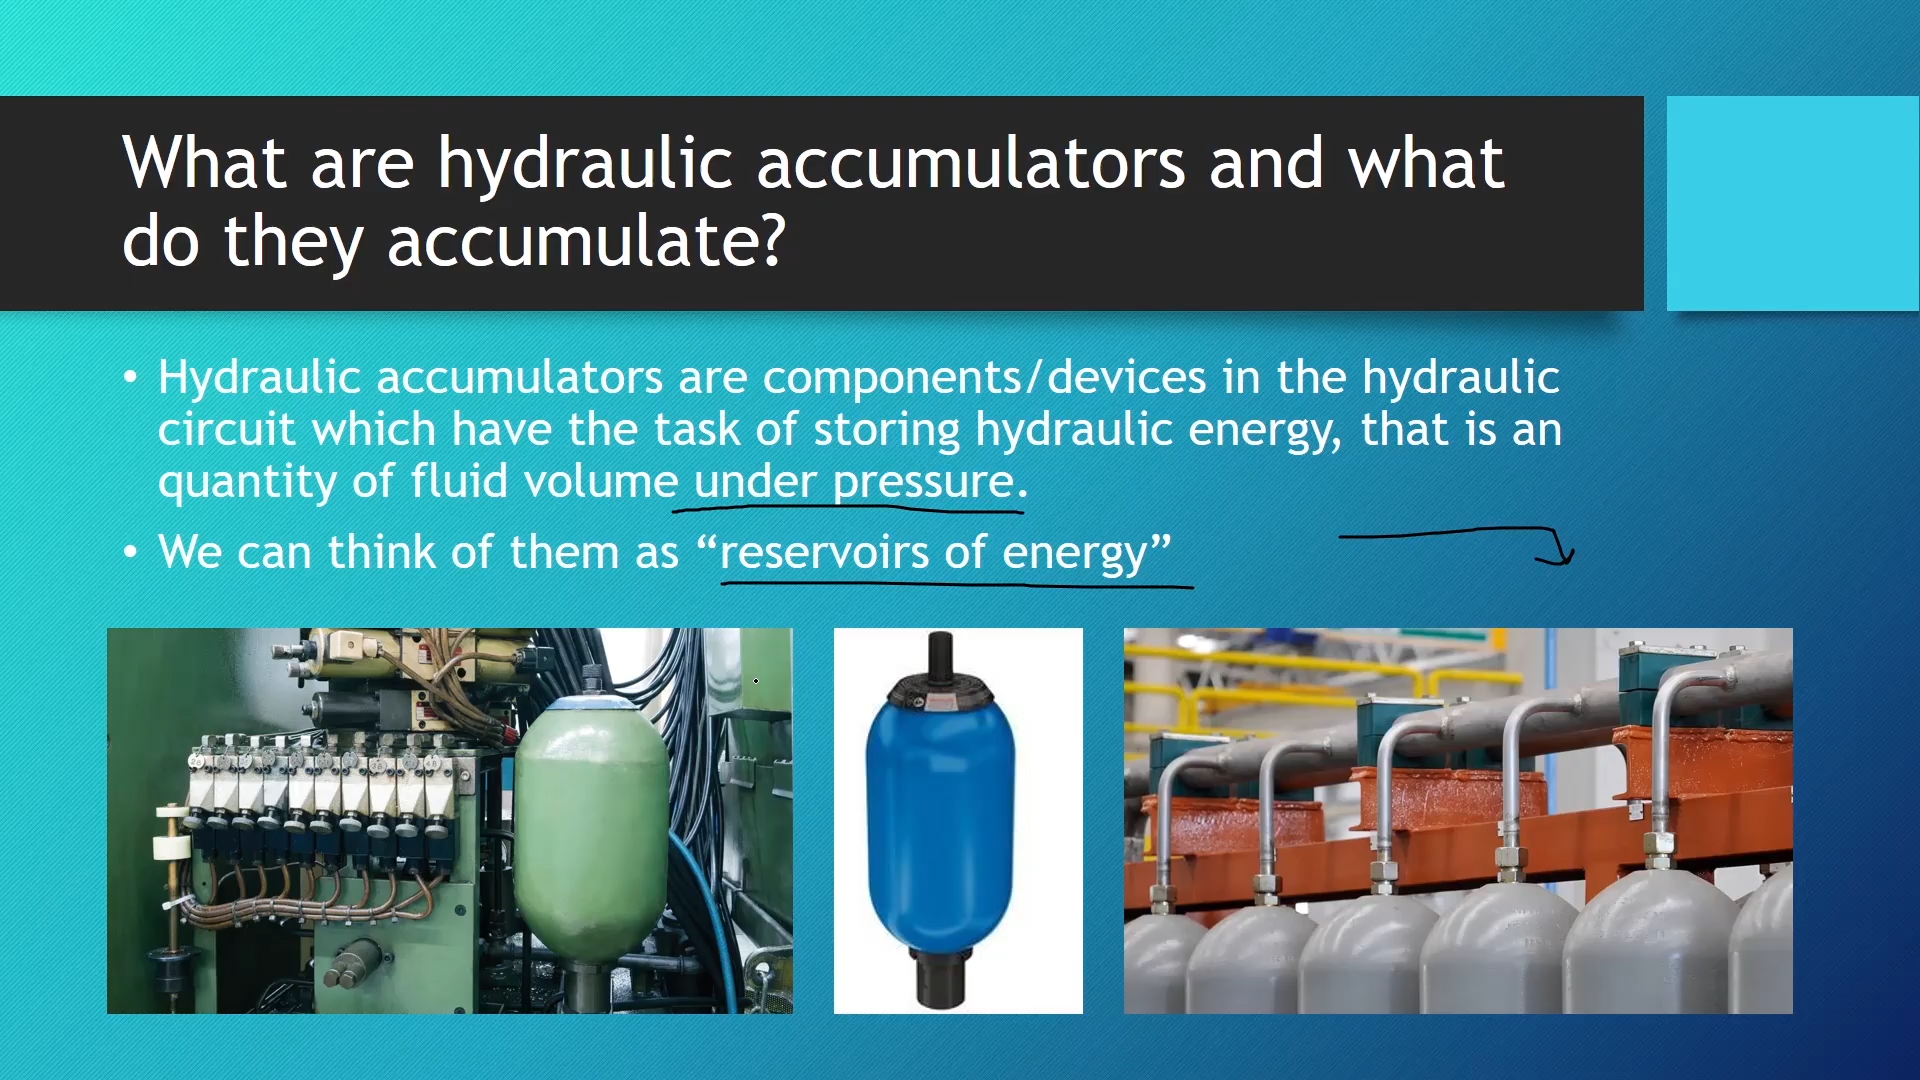 What are hydraulic accumulators and what
do they accumulate?
• Hydraulic accumulators are components/devices in the hydraulic
circuit which have the task of storing hydraulic energy, that is an
quantity of fluid volume under pressure.
• We can think of them as “reservoirs of energy”